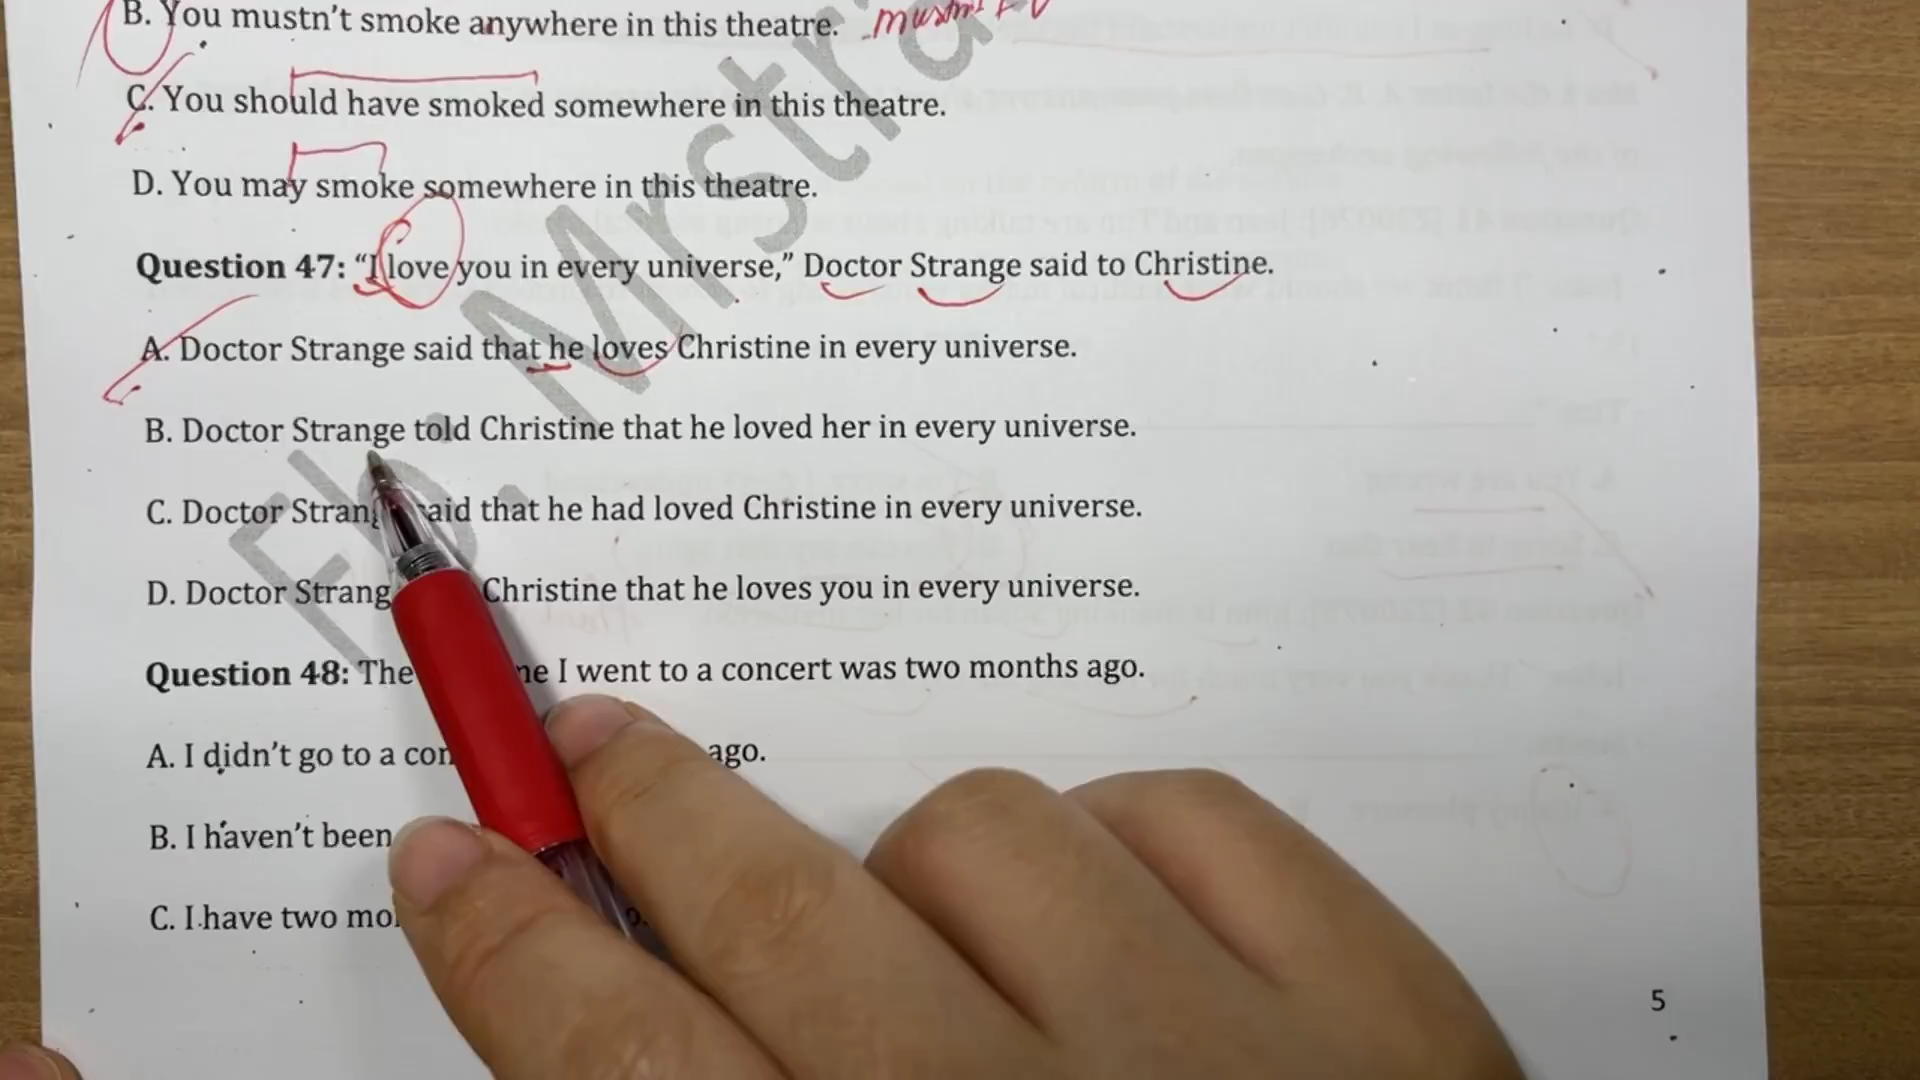 B. You mustn't smoke anywhere in this theatre. mustn't V
C. You should have smoked somewhere in this theatre.
D. You may smoke somewhere in this theatre.
Question 47: "I love you in every universe," Doctor Strange said to Christine.
A. Doctor Strange said that he loves Christine in every universe.
B. Doctor Strange told Christine that he loved her in every universe.
C. Doctor Strang said that he had loved Christine in every universe.
D. Doctor Strang Christine that he loves you in every universe.
Question 48: The I went to a concert was two months ago.
A. I didn't go to a con ago.
B. I haven't been
C. I have two mo
5
Fb: Mrstra